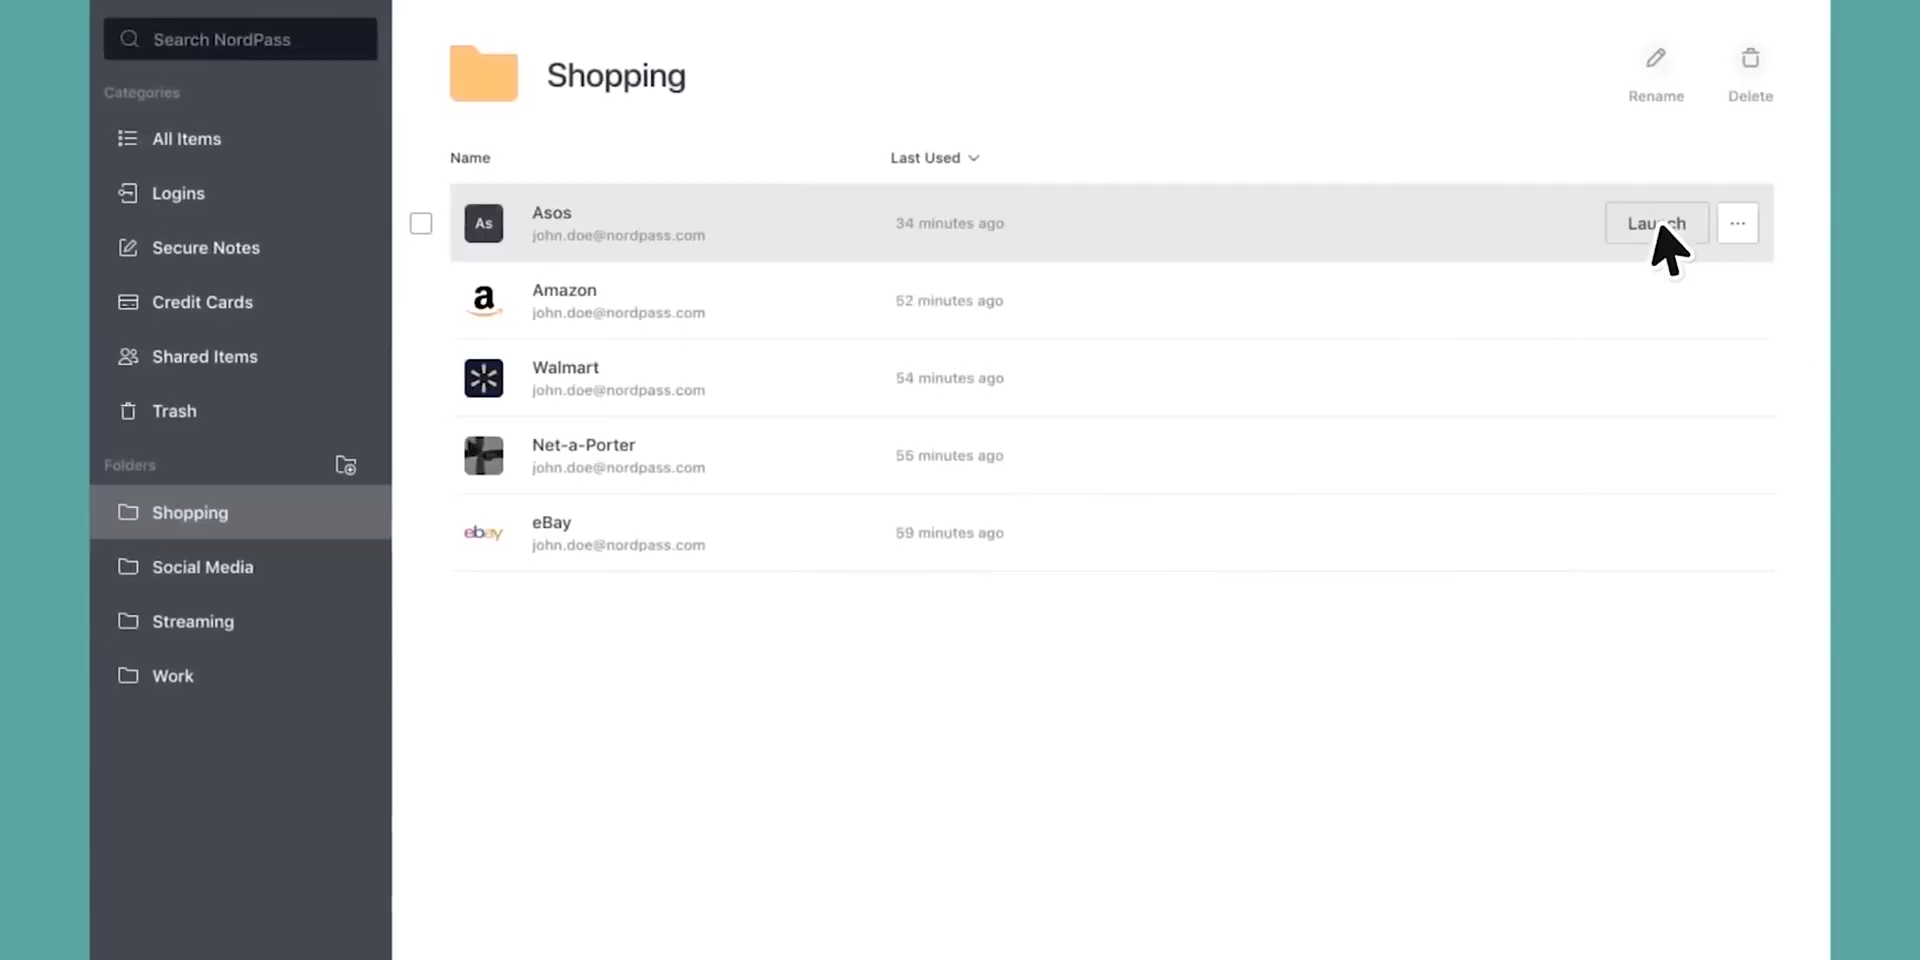 Search NordPass
Categories
All Items
Logins
Secure Notes
Credit Cards
Shared Items
Trash
Folders
Shopping
Social Media
Streaming
Work
Shopping
Rename
Delete
Name
Last Used
As
Asos
john.doe@nordpass.com
34 minutes ago
Launch
a
Amazon
john.doe@nordpass.com
52 minutes ago
Walmart
john.doe@nordpass.com
54 minutes ago
Net-a-Porter
john.doe@nordpass.com
55 minutes ago
ebay
eBay
john.doe@nordpass.com
59 minutes ago